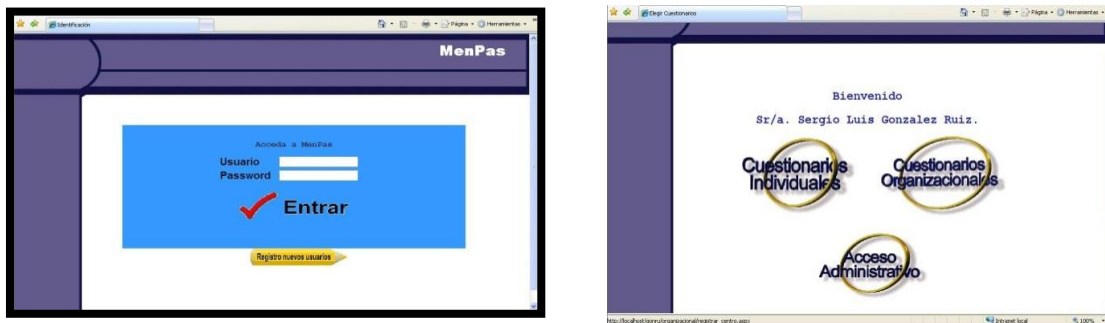 Identificación
Página
Herramientas
MenPas
Acceda a MenPas
Usuario
Password
Entrar
Registro nuevos usuarios
Elegir Cuestionarios
Página
Herramientas
Bienvenido
Sr/a. Sergio Luis Gonzalez Ruiz.
Cuestionarios
Individuales
Cuestionarios
Organizacionales
Acceso
Administrativo
Intranet local
100%